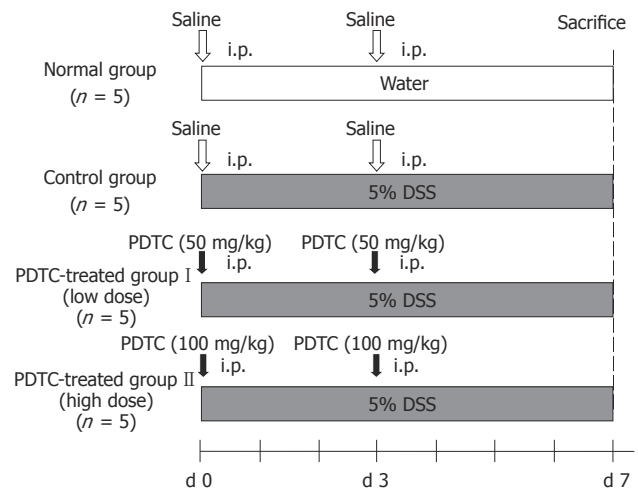 Saline Saline Sacrifice
i.p. i.p.
Normal group
(n = 5)
Water
Saline Saline
i.p. i.p.
Control group
(n = 5)
5% DSS
PDTC (50 mg/kg) PDTC (50 mg/kg)
i.p. i.p.
PDTC-treated group I
(low dose)
(n = 5)
5% DSS
PDTC (100 mg/kg) PDTC (100 mg/kg)
i.p. i.p.
PDTC-treated group II
(high dose)
(n = 5)
5% DSS
d 0 d 3 d 7